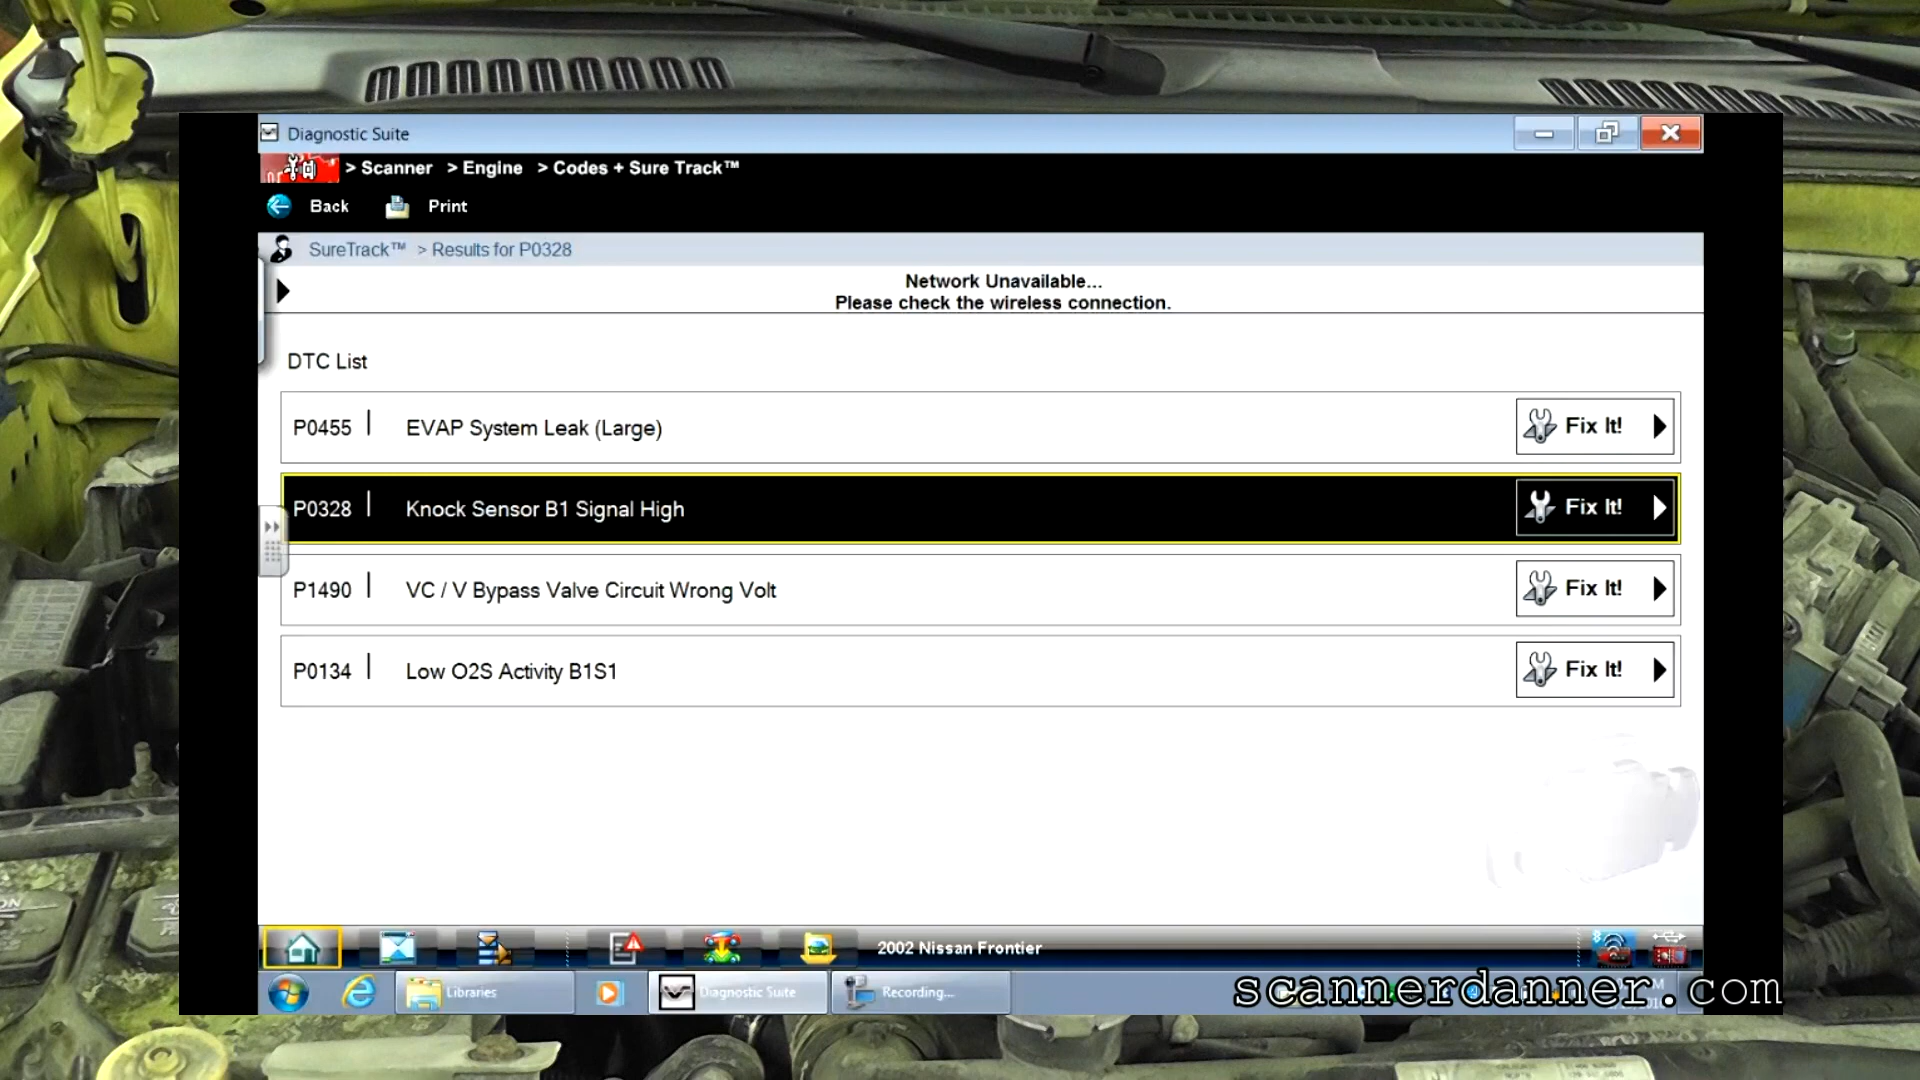 Diagnostic Suite
> Scanner > Engine > Codes + Sure Track™
Back Print
SureTrack™ > Results for P0328
Network Unavailable...
Please check the wireless connection.
DTC List
P0455 | EVAP System Leak (Large) Fix It!
P0328 | Knock Sensor B1 Signal High Fix It!
P1490 | VC / V Bypass Valve Circuit Wrong Volt Fix It!
P0134 | Low O2S Activity B1S1 Fix It!
2002 Nissan Frontier
Libraries Diagnostic Suite Recording...
scannerdanner.com